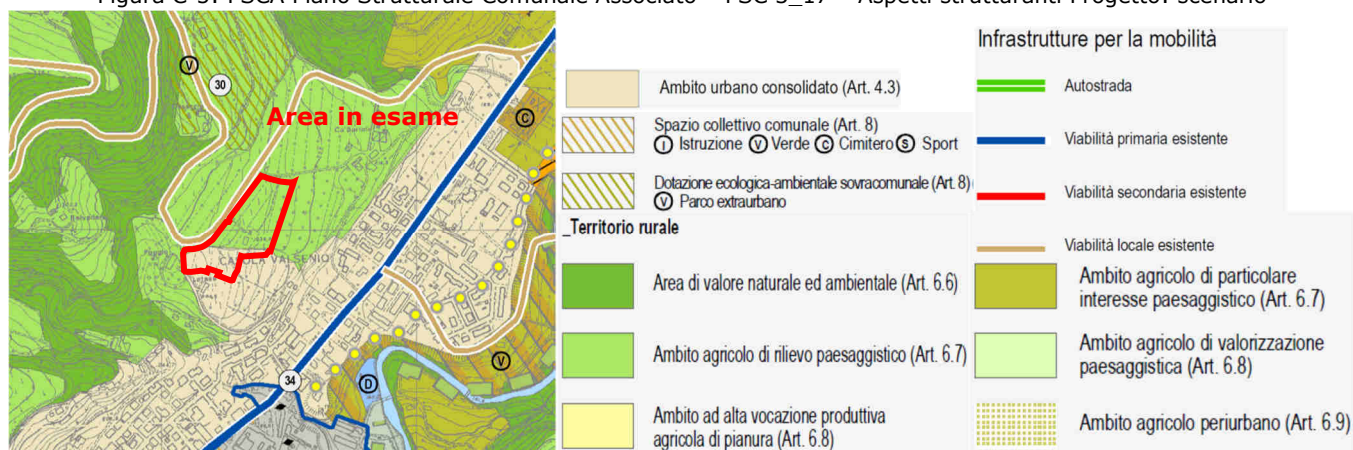 Figura C-5: PSCA Piano Strutturale Comunale Associato – PSC 3_17 – Aspetti strutturanti Progetto: scenario
Area in esame
30
V
C
CASOLA VALSENIO
34
D
V
Ambito urbano consolidato (Art. 4.3)
Spazio collettivo comunale (Art. 8)
I Istruzione V Verde C Cimitero S Sport
Dotazione ecologica-ambientale sovracomunale (Art.8)
V Parco extraurbano
_Territorio rurale
Area di valore naturale ed ambientale (Art. 6.6)
Ambito agricolo di rilievo paesaggistico (Art. 6.7)
Ambito ad alta vocazione produttiva
agricola di pianura (Art. 6.8)
Infrastrutture per la mobilità
Autostrada
Viabilità primaria esistente
Viabilità secondaria esistente
Viabilità locale esistente
Ambito agricolo di particolare
interesse paesaggistico (Art. 6.7)
Ambito agricolo di valorizzazione
paesaggistica (Art. 6.8)
Ambito agricolo periurbano (Art. 6.9)